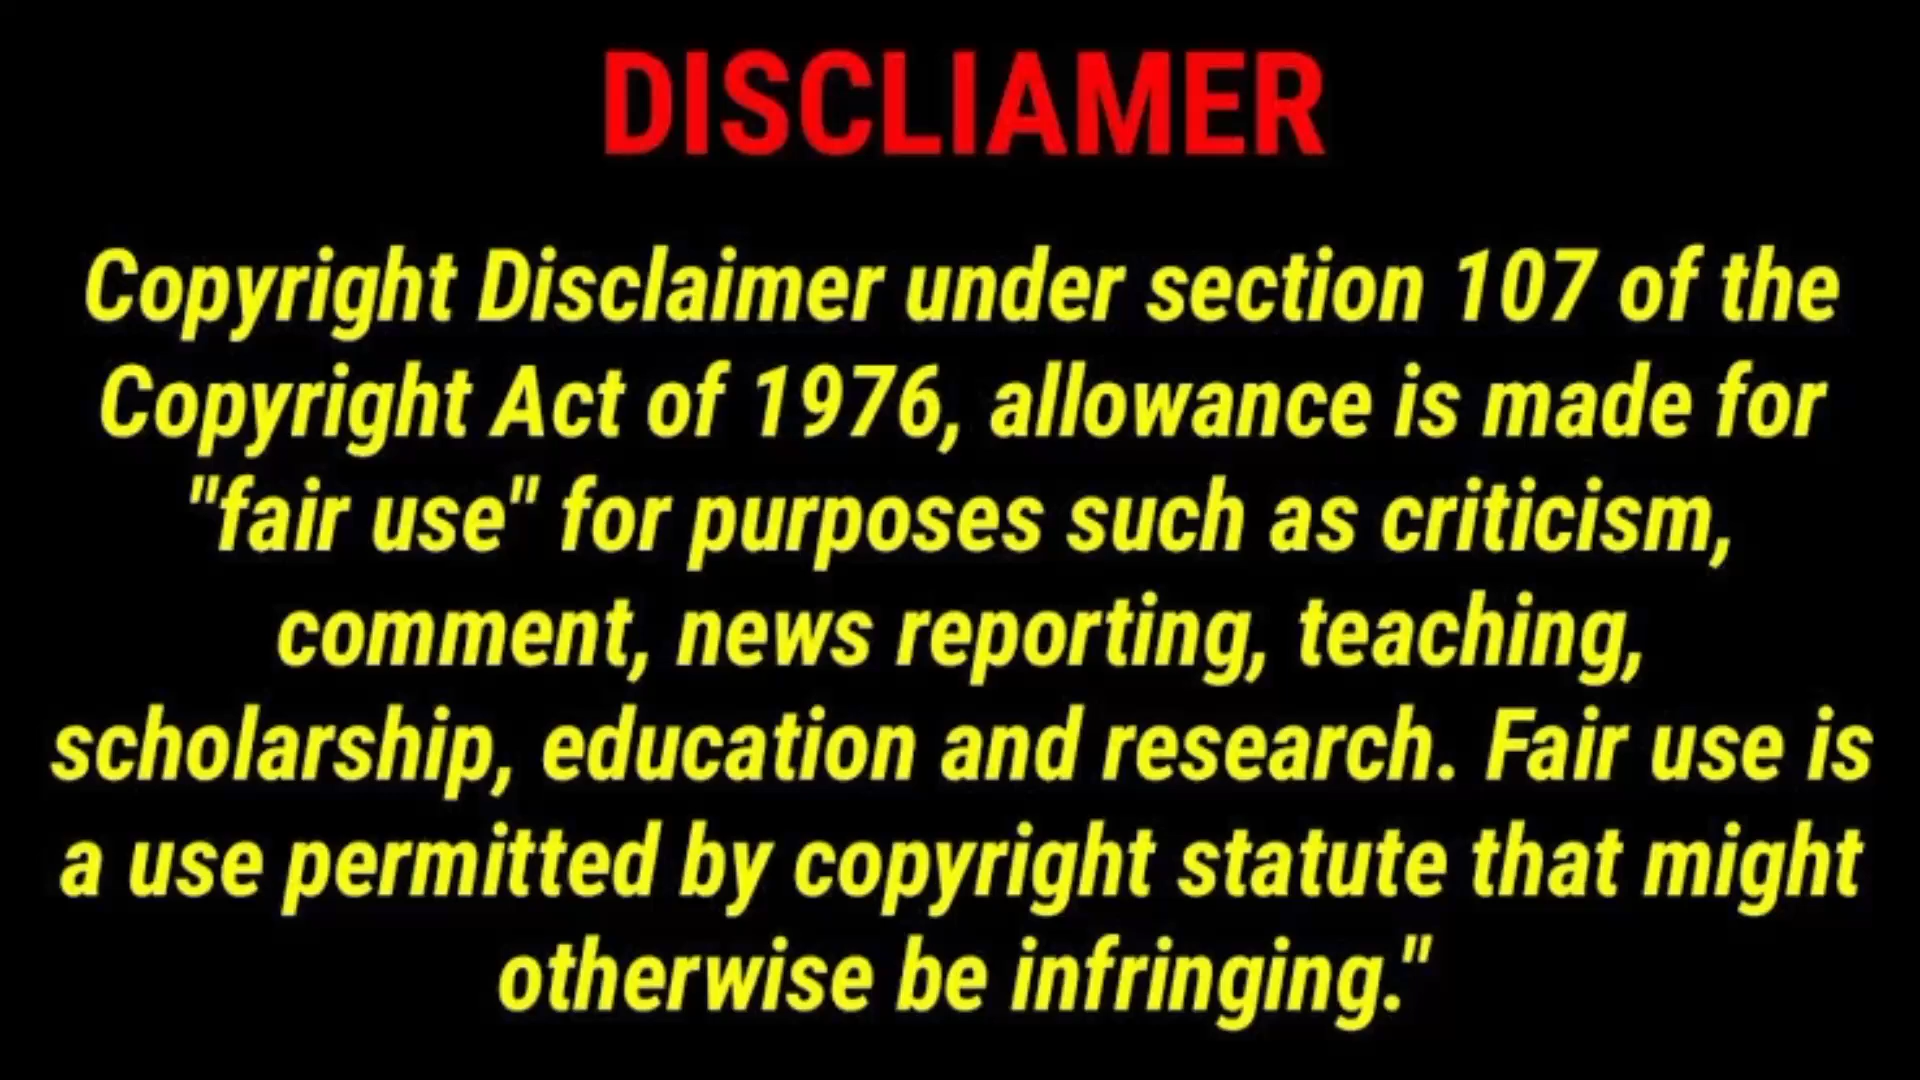 DISCLIAMER
Copyright Disclaimer under section 107 of the
Copyright Act of 1976, allowance is made for
"fair use" for purposes such as criticism,
comment, news reporting, teaching,
scholarship, education and research. Fair use is
a use permitted by copyright statute that might
otherwise be infringing."